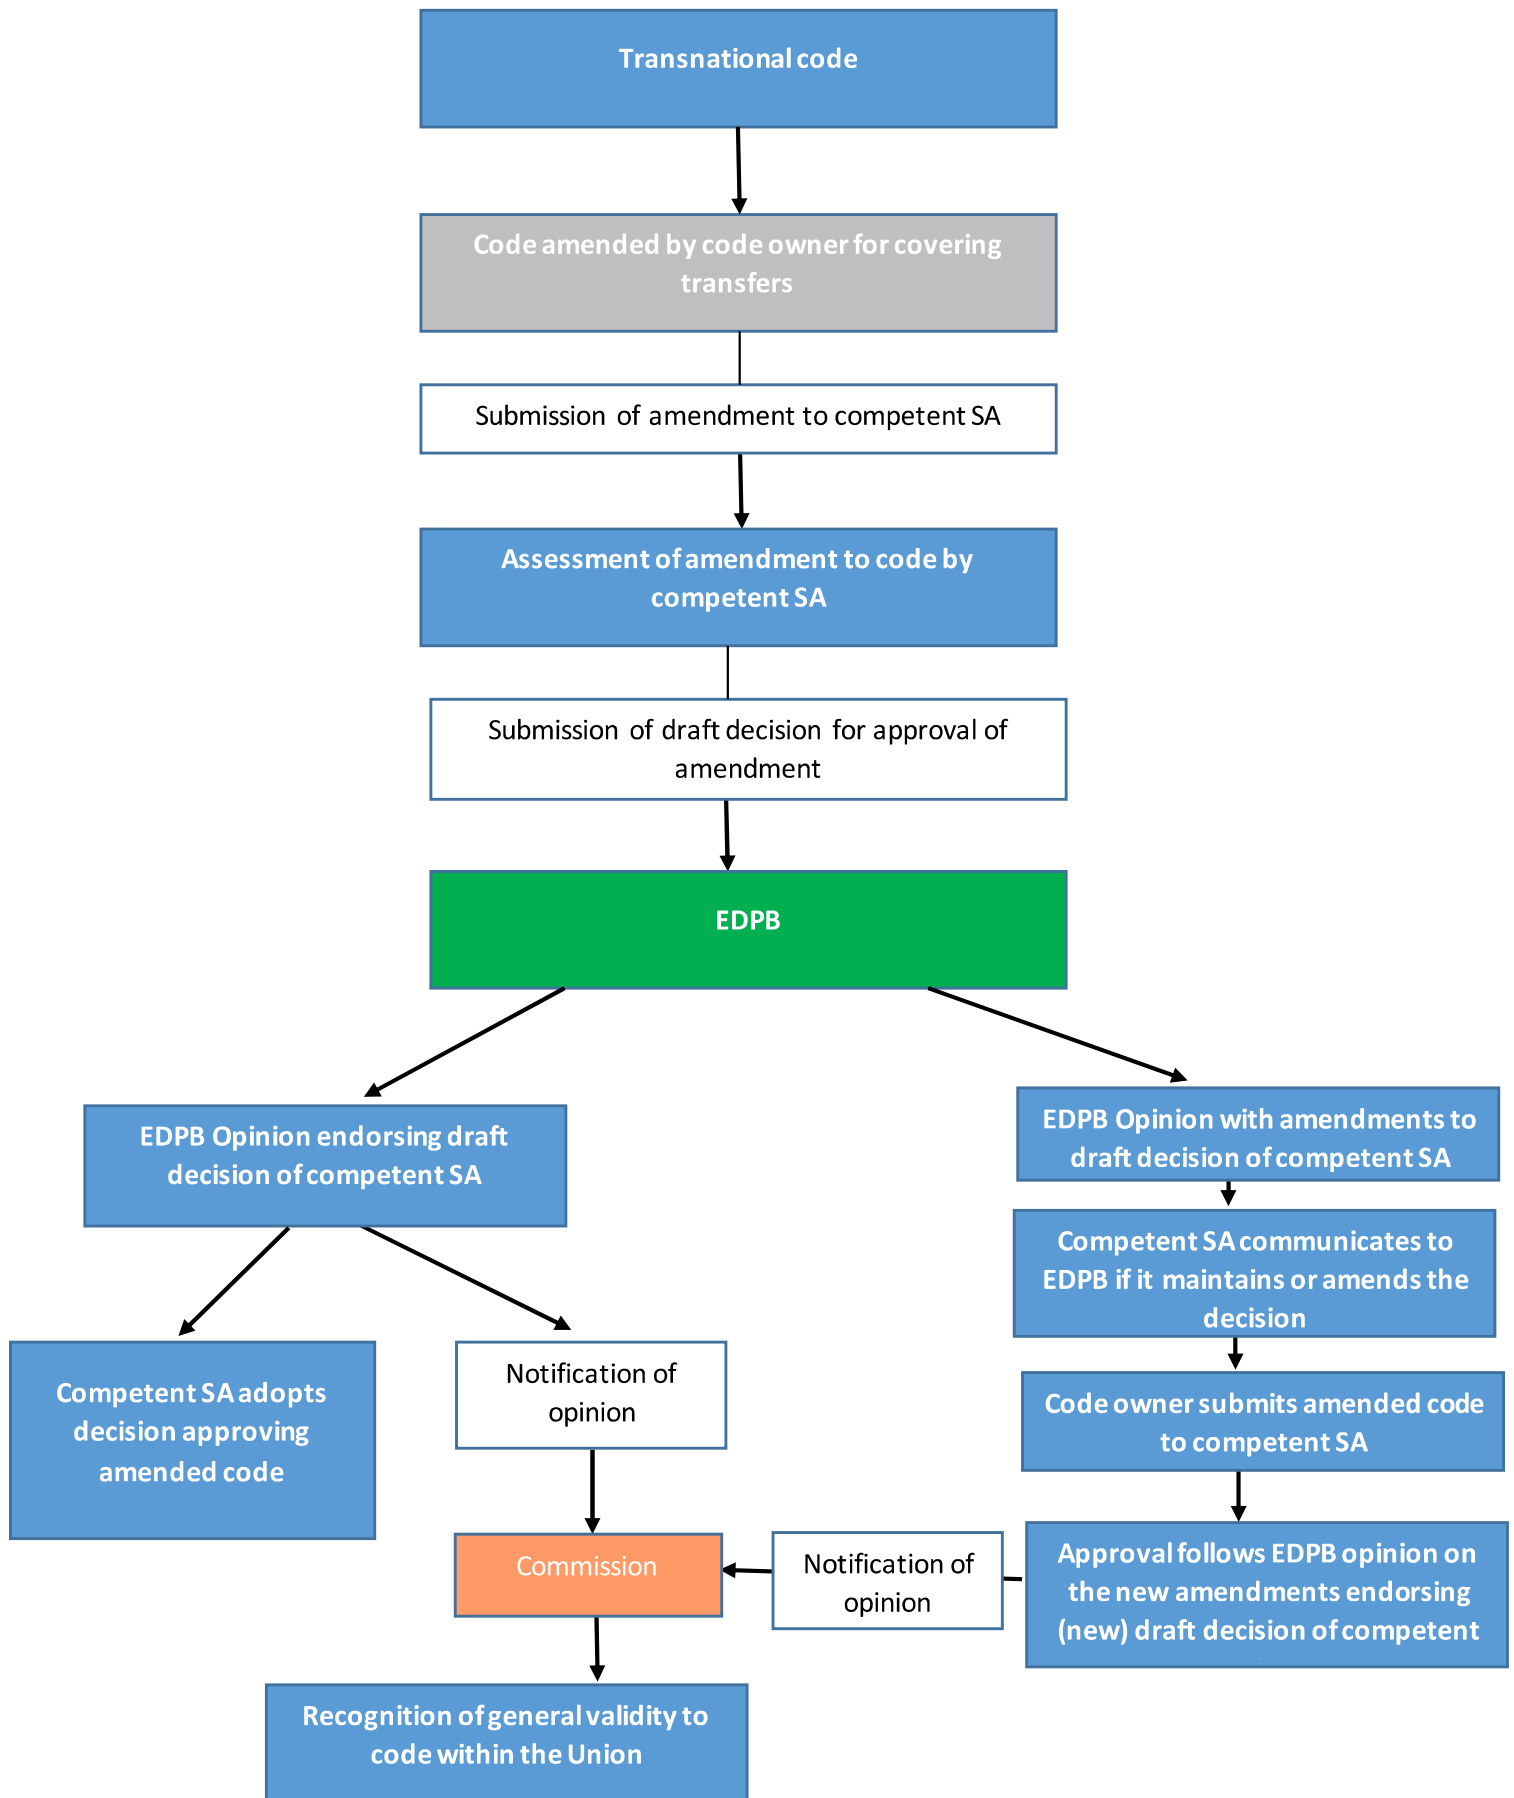 Transnational code
Code amended by code owner for covering
transfers
Submission of amendment to competent SA
Assessment of amendment to code by
competent SA
Submission of draft decision for approval of
amendment
EDPB
EDPB Opinion endorsing draft
decision of competent SA
EDPB Opinion with amendments to
draft decision of competent SA
Competent SA communicates to
EDPB if it maintains or amends the
decision
Competent SA adopts
decision approving
amended code
Notification of
opinion
Code owner submits amended code
to competent SA
Commission
Notification of
opinion
Approval follows EDPB opinion on
the new amendments endorsing
(new) draft decision of competent
Recognition of general validity to
code within the Union